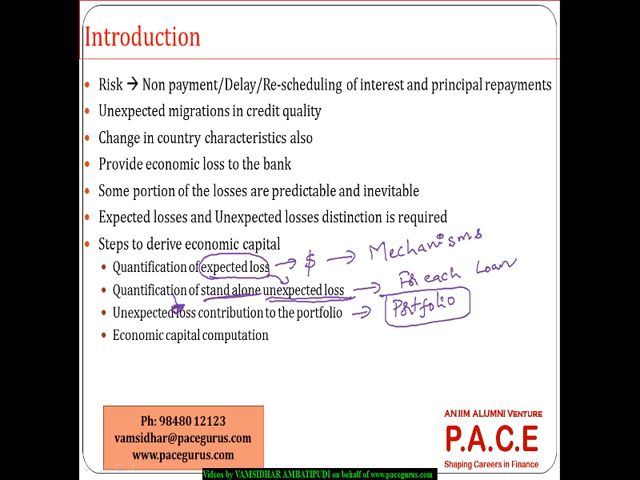 Introduction
Risk → Non payment/Delay/Re-scheduling of interest and principal repayments
Unexpected migrations in credit quality
Change in country characteristics also
Provide economic loss to the bank
Some portion of the losses are predictable and inevitable
Expected losses and Unexpected losses distinction is required
Steps to derive economic capital
Quantification of expected loss → $ → Mechanisms
Quantification of stand alone unexpected loss → For each Loan
Unexpected loss contribution to the portfolio → Portfolio
Economic capital computation
Ph: 98480 12123
vamsidhar@pacegurus.com
www.pacegurus.com
AN IIM ALUMNI VENTURE
P.A.C.E
Shaping Careers in Finance
Videos by VAMSIDHAR AMBATIPUDI on behalf of www.pacegurus.com